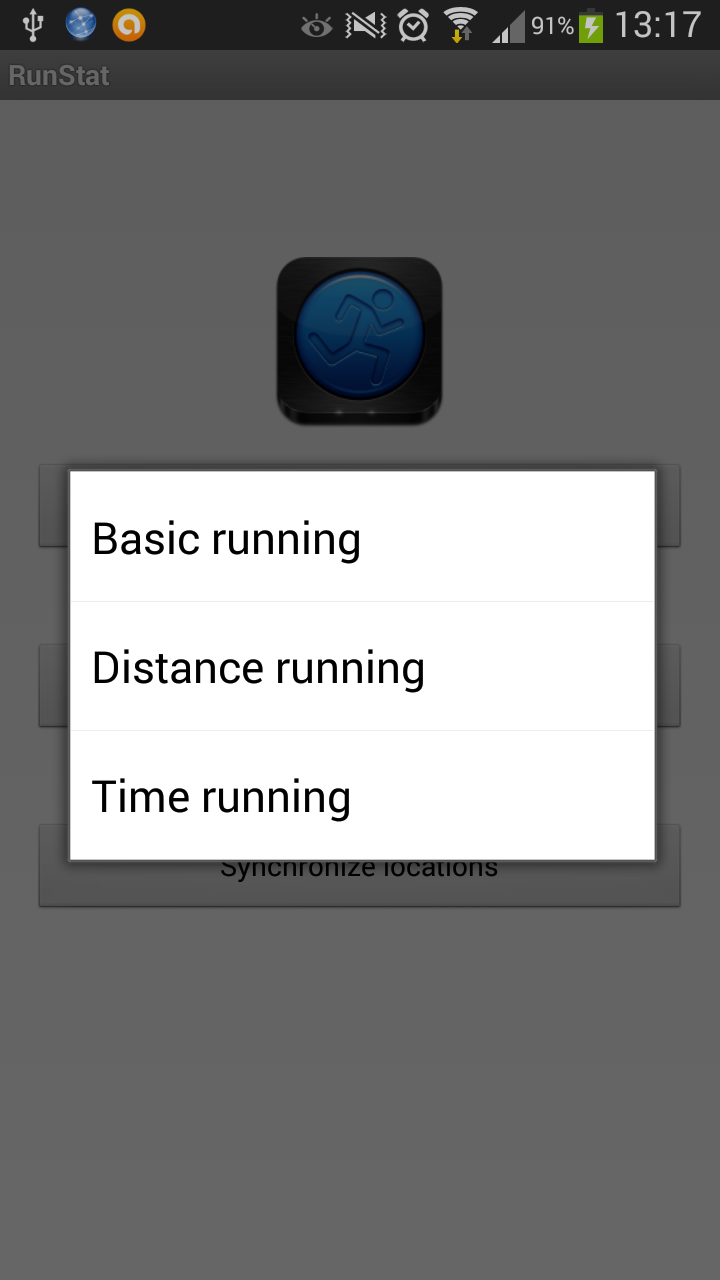 91% 13:17
RunStat
Basic running
Distance running
Time running
Synchronize locations